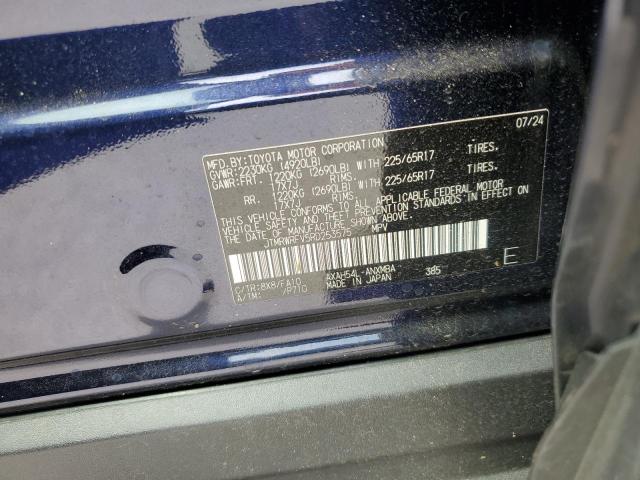 MFD.BY:TOYOTA MOTOR CORPORATION 07/24
GVWR:2230KG (4920LB)
GAWR:FRT. 1220KG (2690LB) WITH 225/65R17 TIRES.
17X7J RIMS.
RR. 1220KG (2690LB) WITH 225/65R17 TIRES.
17X7J RIMS.
THIS VEHICLE CONFORMS TO ALL APPLICABLE FEDERAL MOTOR
VEHICLE SAFETY AND THEFT PREVENTION STANDARDS IN EFFECT ON
THE DATE OF MANUFACTURE SHOWN ABOVE.
JTMRWRFV5RD253575 MPV
C/TR:8X8/FA10 AXAH54L-ANXMBA 385 E
A/TM: /P710 MADE IN JAPAN